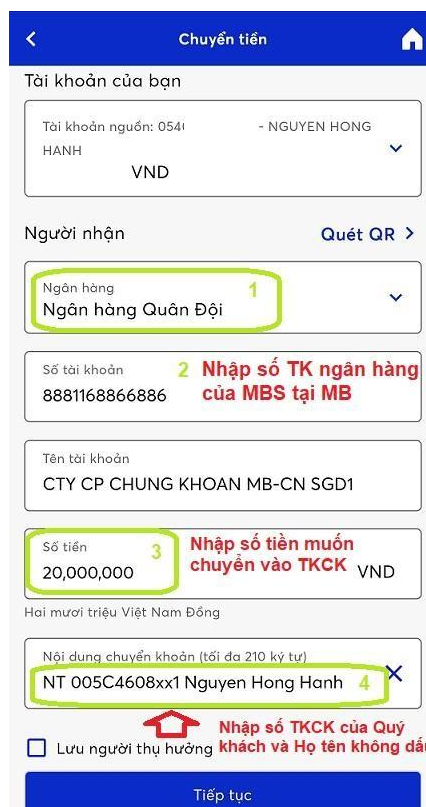 Chuyển tiền
Tài khoản của bạn
Tài khoản nguồn: 054 - NGUYEN HONG
HANH
VND
Người nhận
Quét QR
Ngân hàng
1
Ngân hàng Quân Đội
Số tài khoản
2
Nhập số TK ngân hàng
của MBS tại MB
8881168866886
Tên tài khoản
CTY CP CHUNG KHOAN MB-CN SGD1
Số tiền
3
Nhập số tiền muốn
chuyển vào TKCK
20,000,000
VND
Hai mươi triệu Việt Nam Đồng
Nội dung chuyển khoản (tối đa 210 ký tự)
NT 005C4608xx1 Nguyen Hong Hanh
4
Nhập số TKCK của Quý
khách và Họ tên không dấu
Lưu người thụ hưởng
Tiếp tục